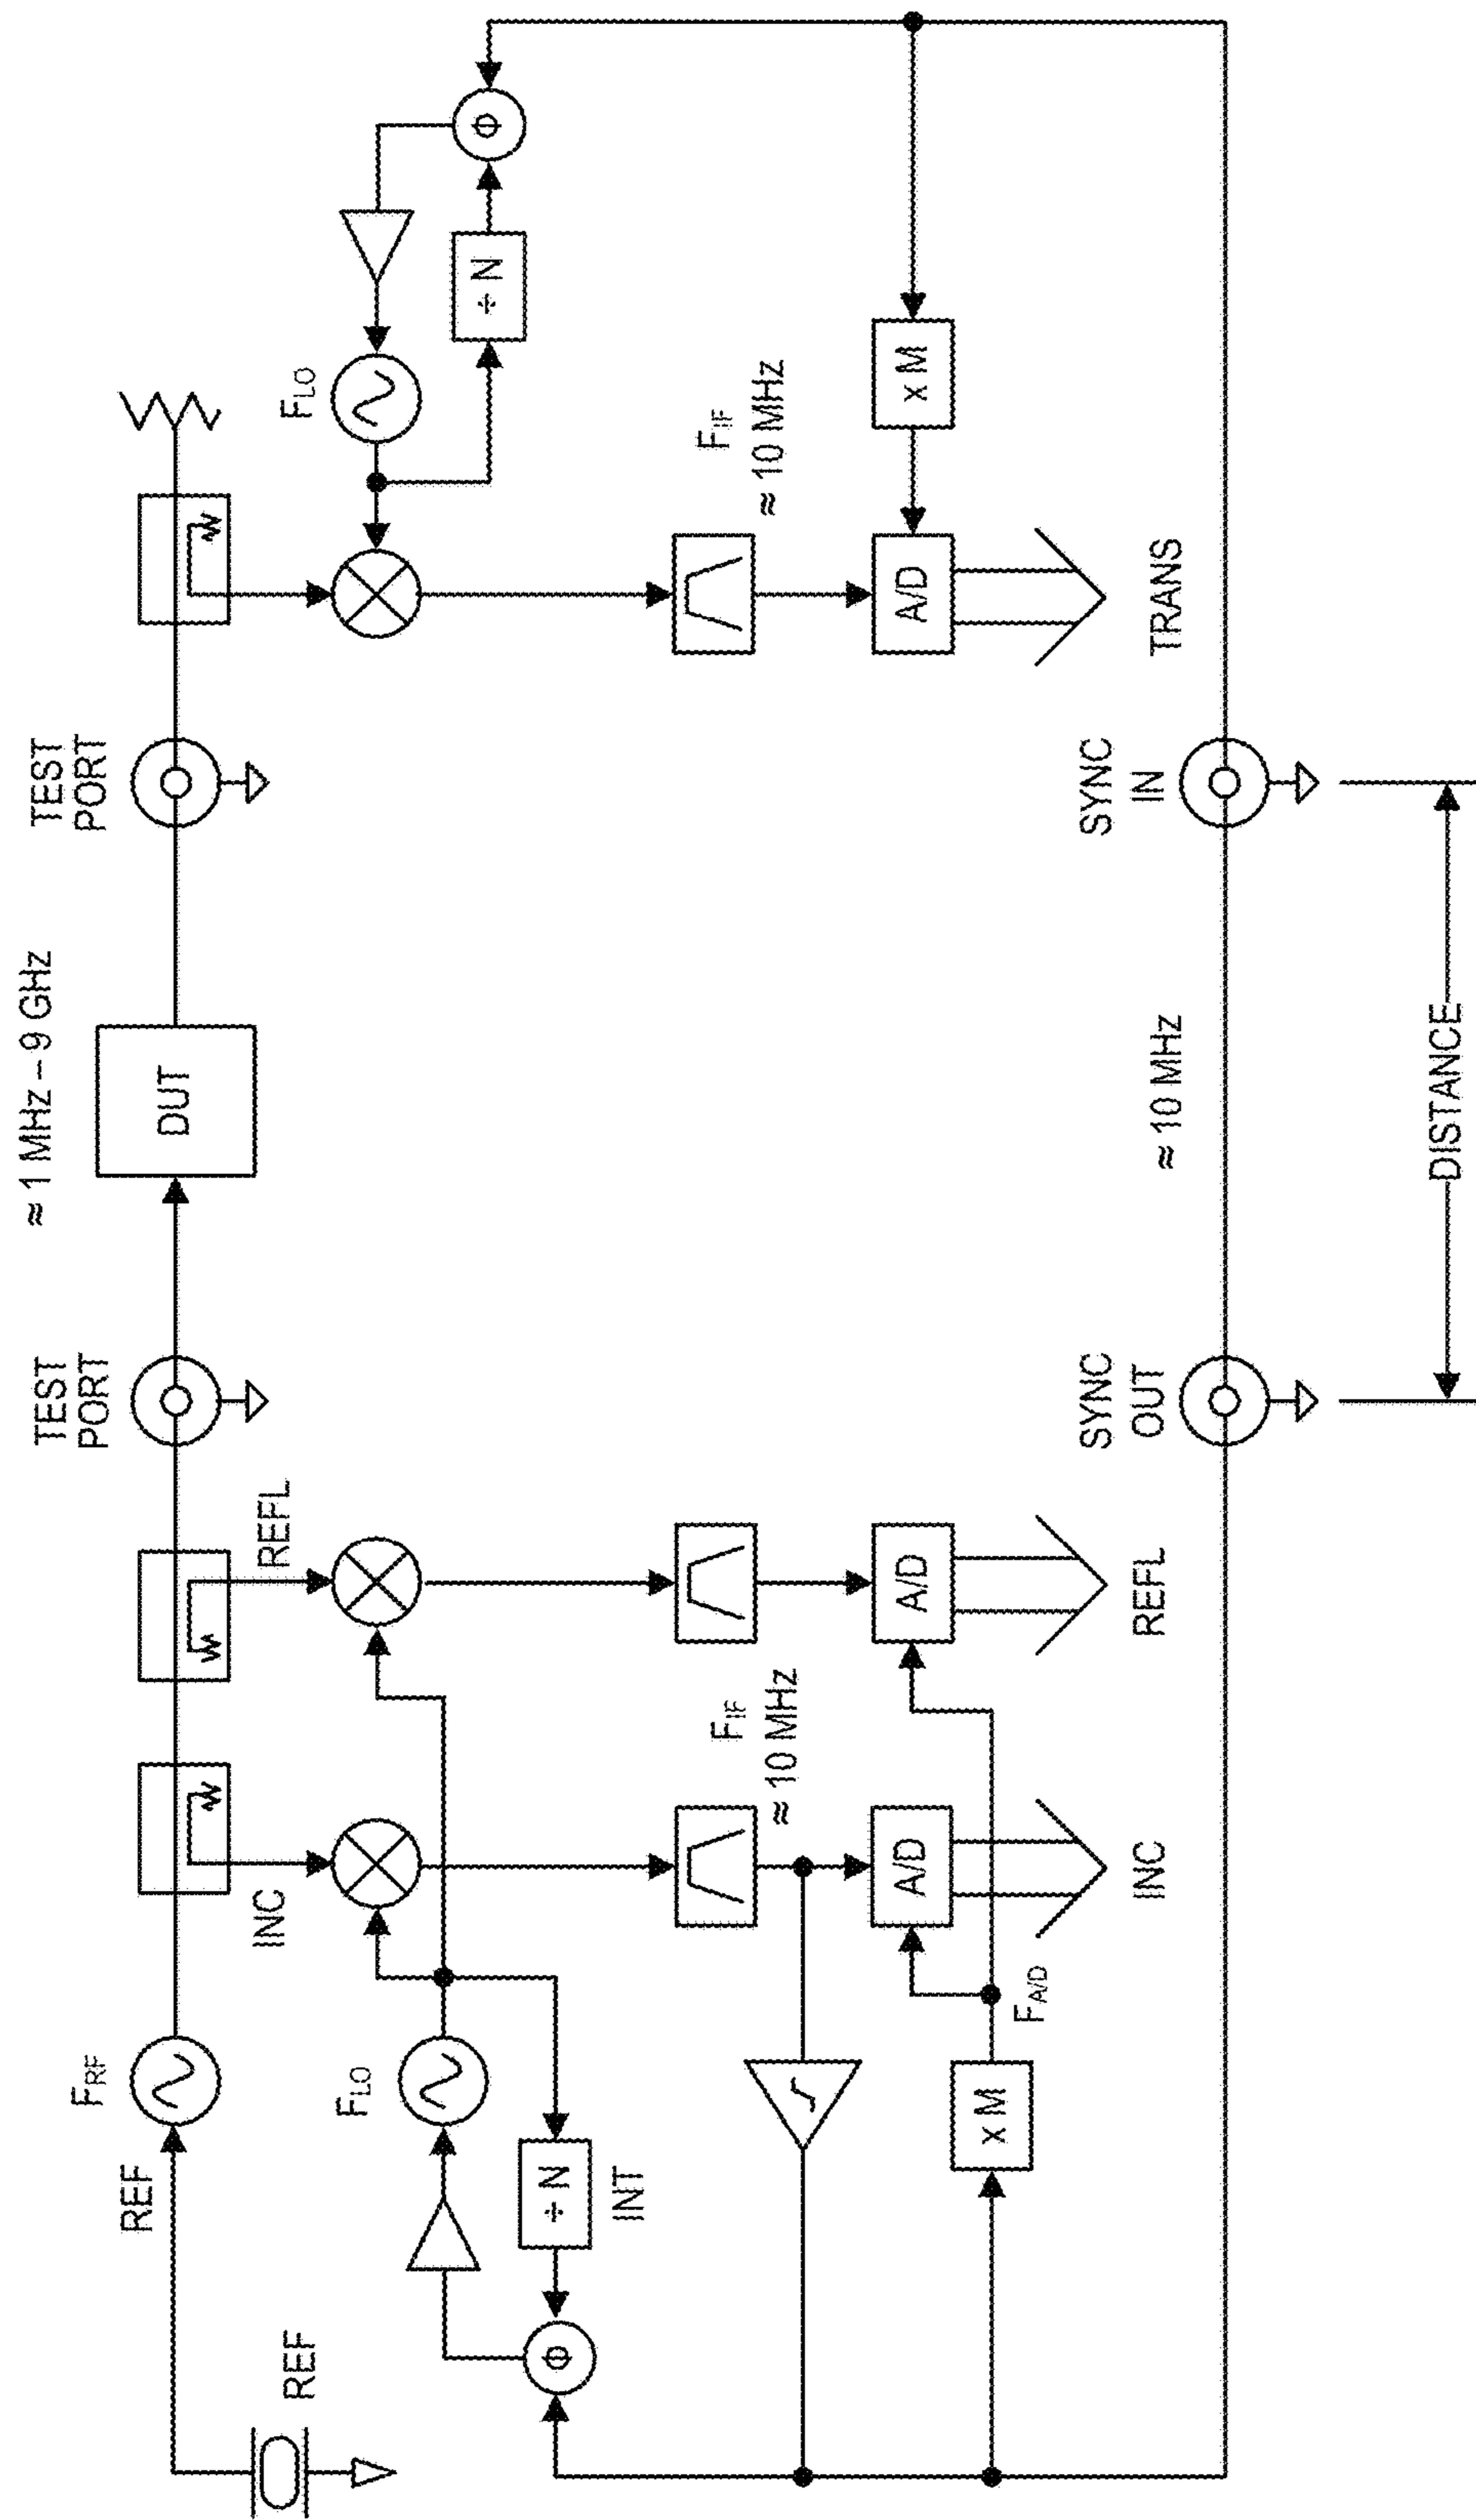 ≈ 1 MHz – 9 GHz
REF
F_RF
TEST
PORT
DUT
TEST
PORT
REF
INC
REFL
F_LO
F_LO
Φ
÷ N
INT
÷ N
Φ
F_IF
≈ 10 MHz
F_IF
≈ 10 MHz
x M
F_A/D
A/D
A/D
A/D
x M
INC
REFL
TRANS
SYNC
OUT
≈ 10 MHz
SYNC
IN
DISTANCE